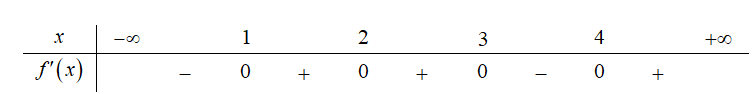 x −∞ 1 2 3 4 +∞
f′(x) − 0 + 0 + 0 − 0 +